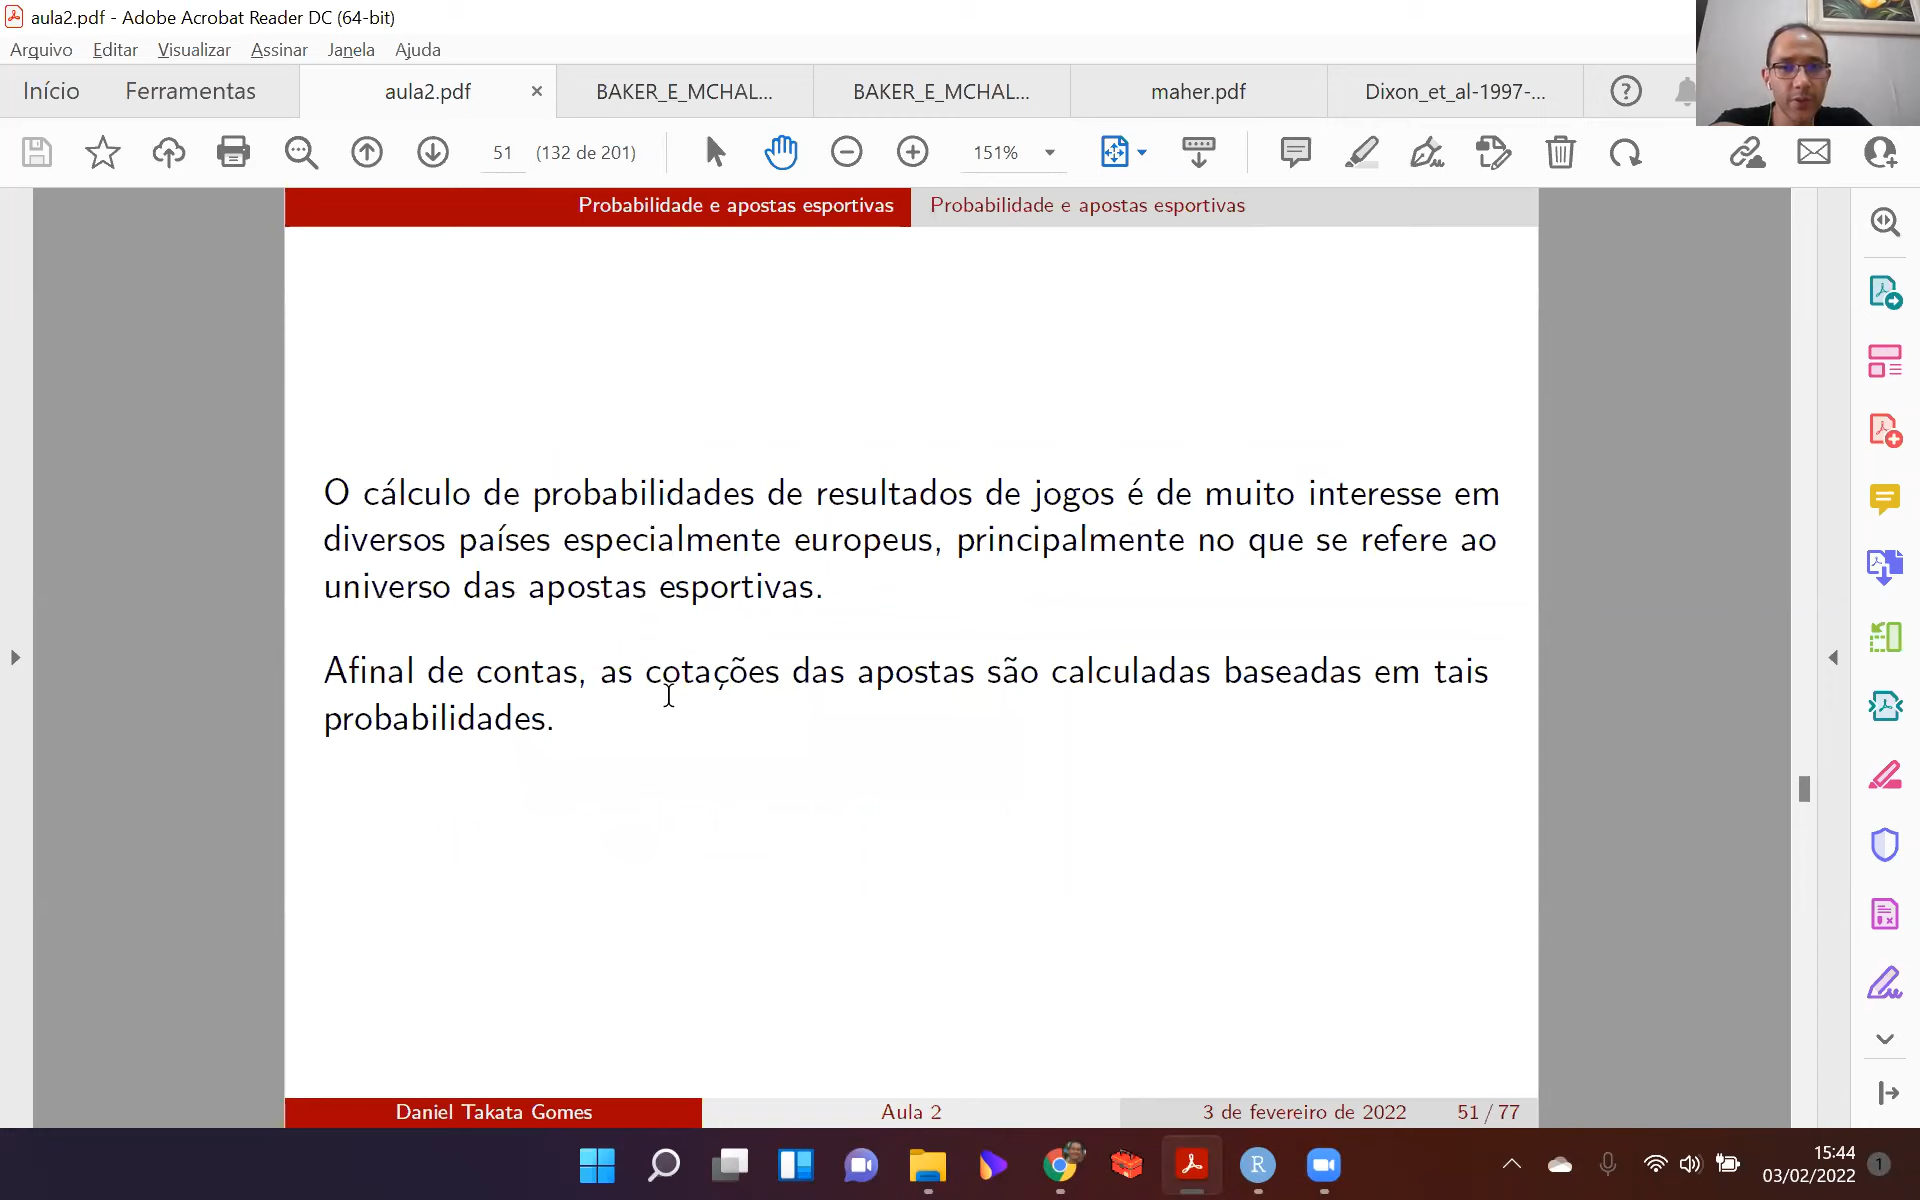 aula2.pdf - Adobe Acrobat Reader DC (64-bit)
Arquivo Editar Visualizar Assinar Janela Ajuda
Início Ferramentas aula2.pdf × BAKER_E_MCHAL... BAKER_E_MCHAL... maher.pdf Dixon_et_al-1997-... ?
51 (132 de 201) 151%
Probabilidade e apostas esportivas Probabilidade e apostas esportivas
O cálculo de probabilidades de resultados de jogos é de muito interesse em
diversos países especialmente europeus, principalmente no que se refere ao
universo das apostas esportivas.
Afinal de contas, as cotações das apostas são calculadas baseadas em tais
probabilidades.
Daniel Takata Gomes Aula 2 3 de fevereiro de 2022 51 / 77
R
15:44
03/02/2022 1